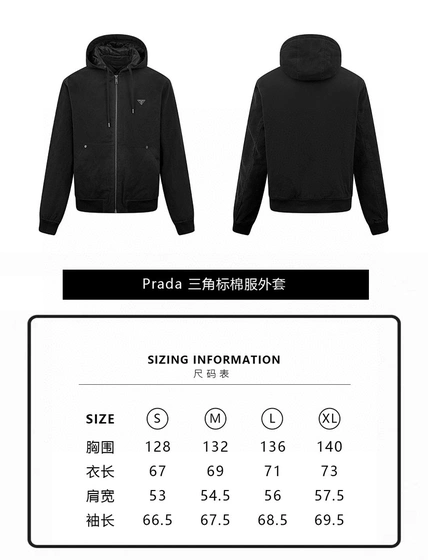 Prada 三角标棉服外套
SIZING INFORMATION
尺码表
SIZE S M L XL
胸围 128 132 136 140
衣长 67 69 71 73
肩宽 53 54.5 56 57.5
袖长 66.5 67.5 68.5 69.5